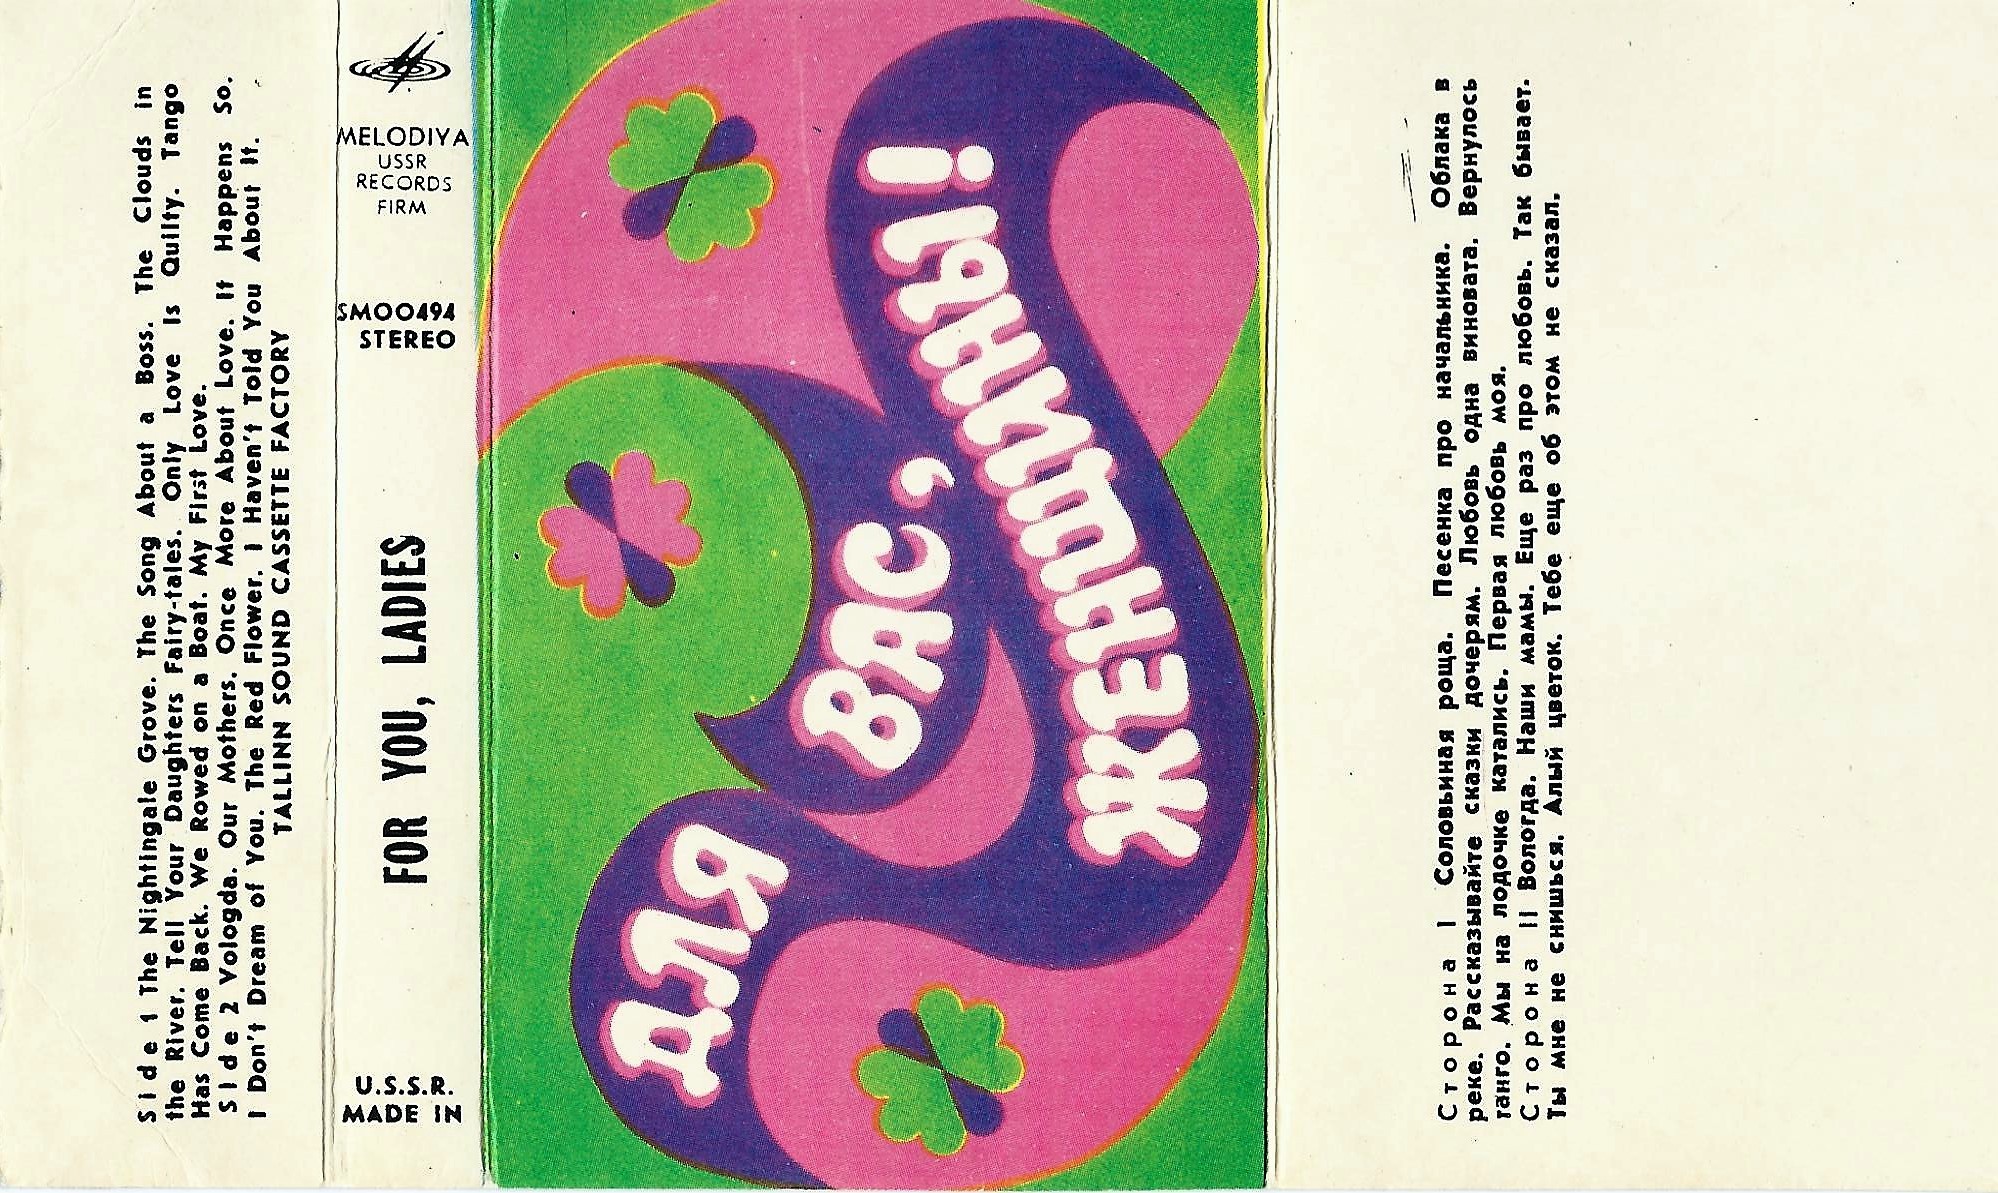 Side 1 The Nightingale Grove. The Song About a Boss. The Clouds in
the River. Tell Your Daughters Fairy-tales. Only Love Is Quilty. Tango
Has Come Back. We Rowed on a Boat. My First Love.
Side 2 Vologda. Our Mothers. Once More About Love. If Happens So.
I Don't Dream of You. The Red Flower. I Haven't Told You About It.
TALLINN SOUND CASSETTE FACTORY
MELODIYA
USSR
RECORDS
FIRM
SM00494
STEREO
FOR YOU, LADIES
U.S.S.R.
MADE IN
ДЛЯ
ВАС,
ЖЕНЩИНЫ!
Сторона I Соловьиная роща. Песенка про начальника. Облака в
реке. Рассказывайте сказки дочерям. Любовь одна виновата. Вернулось
танго. Мы на лодочке катались. Первая любовь моя.
Сторона II Вологда. Наши мамы. Еще раз про любовь. Так бывает.
Ты мне не снишься. Алый цветок. Тебе еще об этом не сказал.